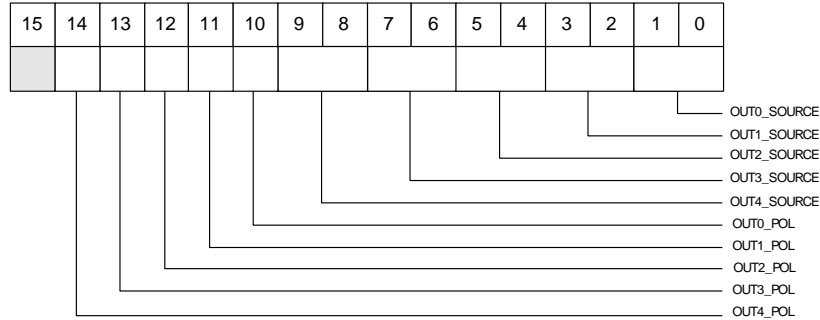 15 14 13 12 11 10 9 8 7 6 5 4 3 2 1 0
OUT0_SOURCE
OUT1_SOURCE
OUT2_SOURCE
OUT3_SOURCE
OUT4_SOURCE
OUT0_POL
OUT1_POL
OUT2_POL
OUT3_POL
OUT4_POL